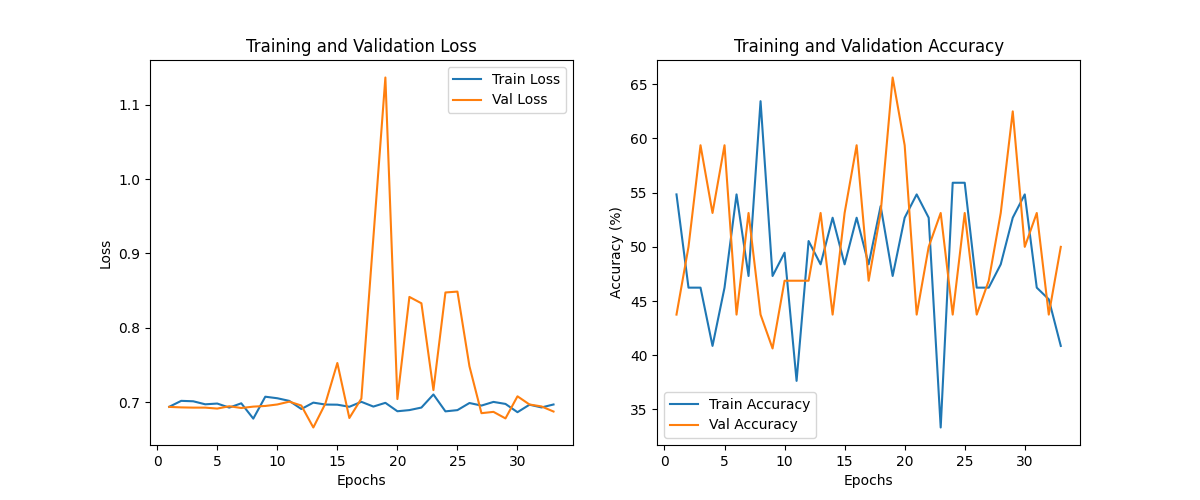 Training and Validation Loss
Train Loss
Val Loss
1.1
1.0
0.9
0.8
0.7
Loss
0
5
10
15
20
25
30
Epochs
Training and Validation Accuracy
65
60
55
50
45
40
35
Accuracy (%)
Train Accuracy
Val Accuracy
0
5
10
15
20
25
30
Epochs